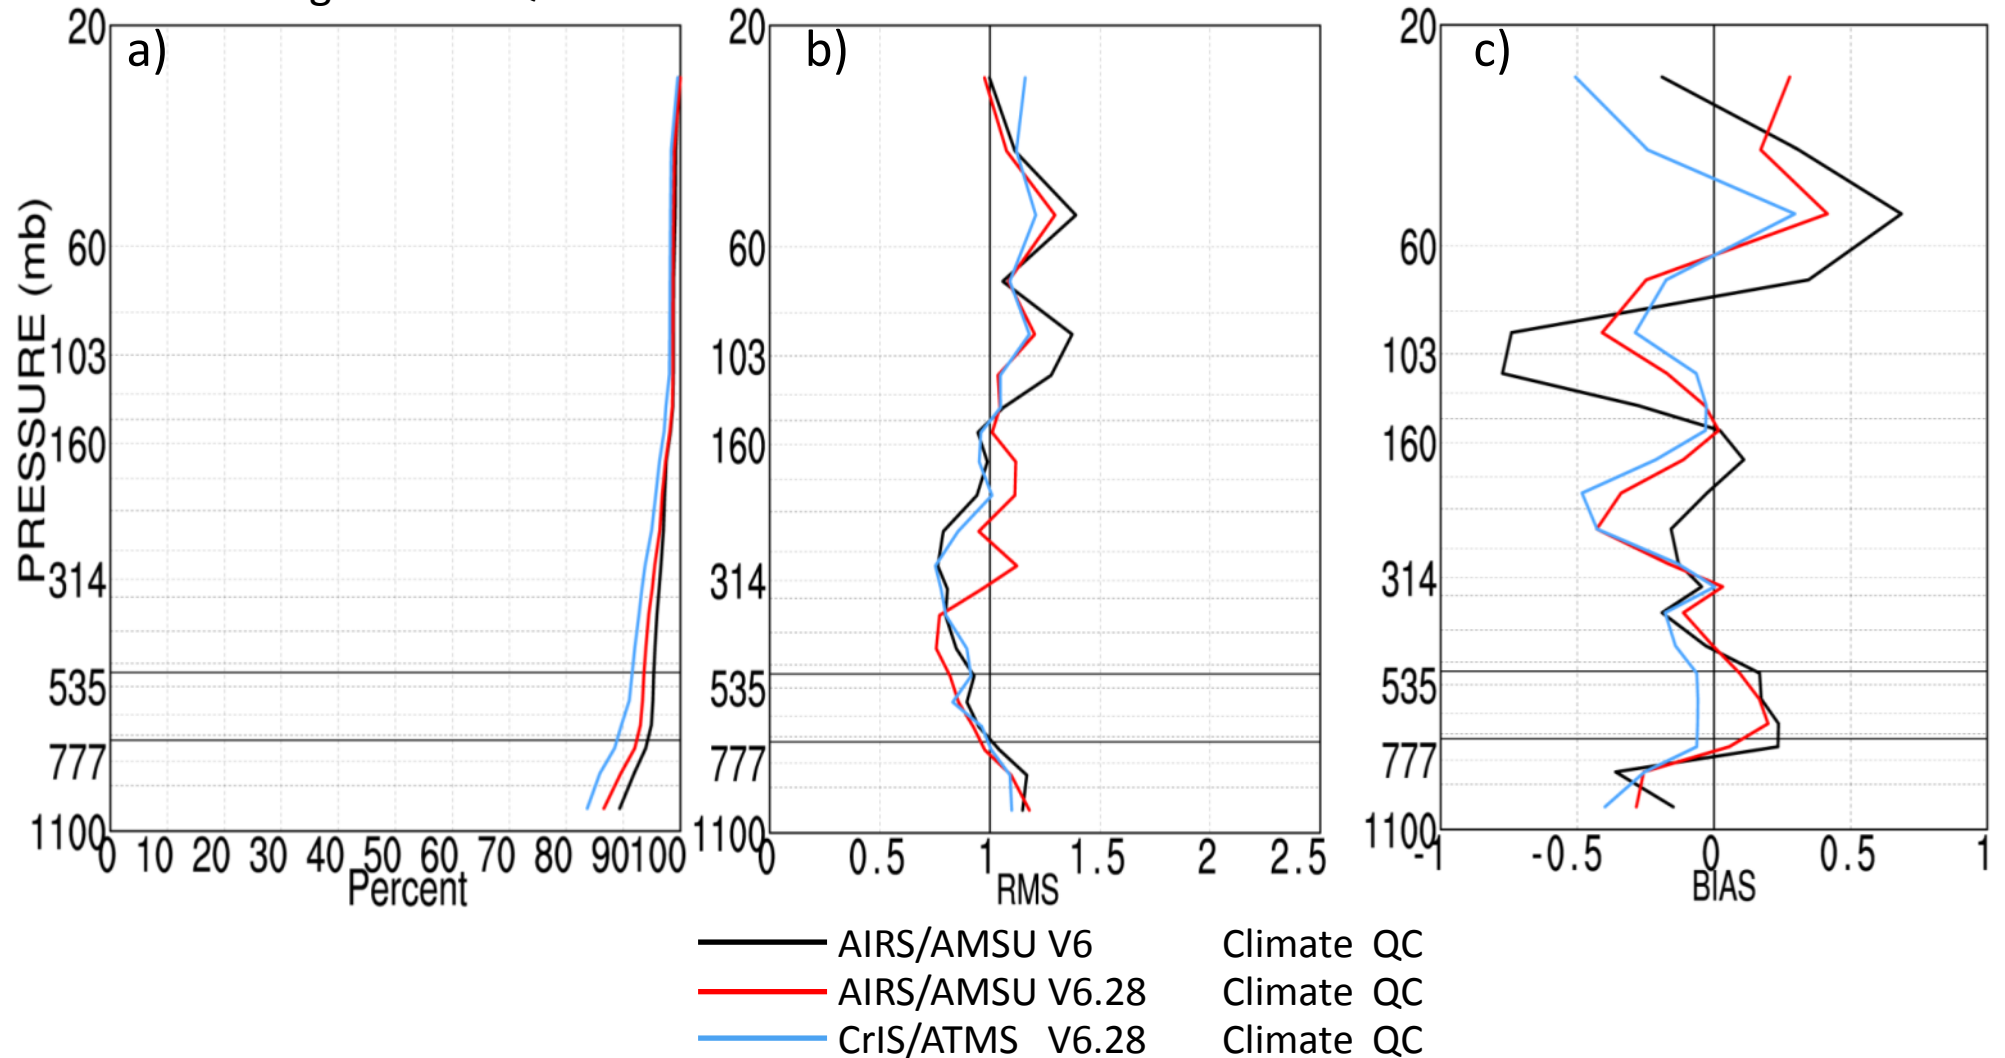 a)
b)
c)
20
60
103
160
314
535
777
1100
PRESSURE (mb)
0 10 20 30 40 50 60 70 80 90 100
Percent
20
60
103
160
314
535
777
1100
0 0.5 1 1.5 2 2.5
RMS
20
60
103
160
314
535
777
1100
-1 -0.5 0 0.5 1
BIAS
AIRS/AMSU V6 Climate QC
AIRS/AMSU V6.28 Climate QC
CrIS/ATMS V6.28 Climate QC